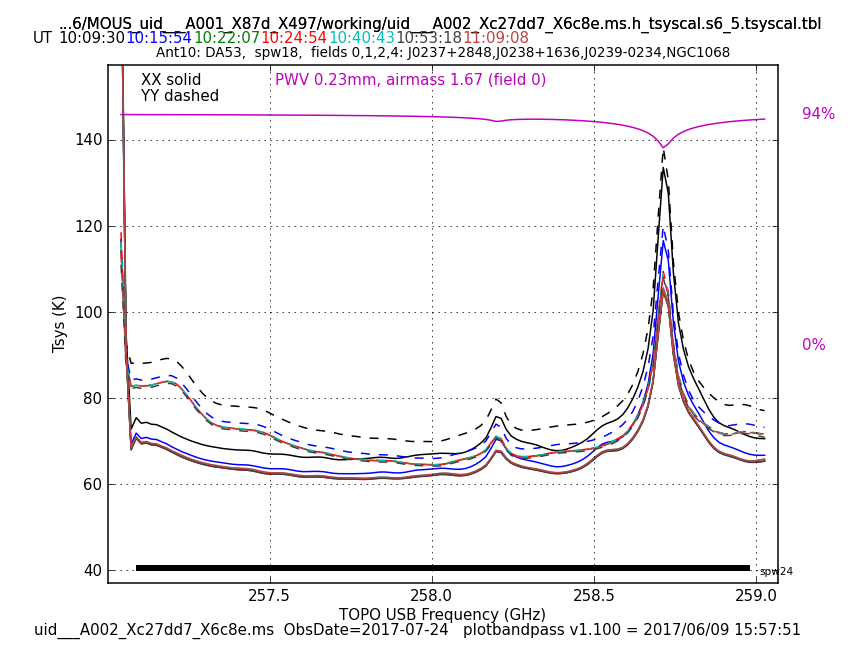 ...6/MOUS_uid___A001_X87d_X497/working/uid___A002_Xc27dd7_X6c8e.ms.h_tsyscal.s6_5.tsyscal.tbl
UT 10:09:30 10:15:54 10:22:07 10:24:54 10:40:43 10:53:18 11:09:08
Ant10: DA53, spw18, fields 0,1,2,4: J0237+2848,J0238+1636,J0239-0234,NGC1068
XX solid
PWV 0.23mm, airmass 1.67 (field 0)
YY dashed
94%
140
120
100
0%
80
60
40
Tsys (K)
spw24
257.5 258.0 258.5 259.0
TOPO USB Frequency (GHz)
uid___A002_Xc27dd7_X6c8e.ms ObsDate=2017-07-24 plotbandpass v1.100 = 2017/06/09 15:57:51